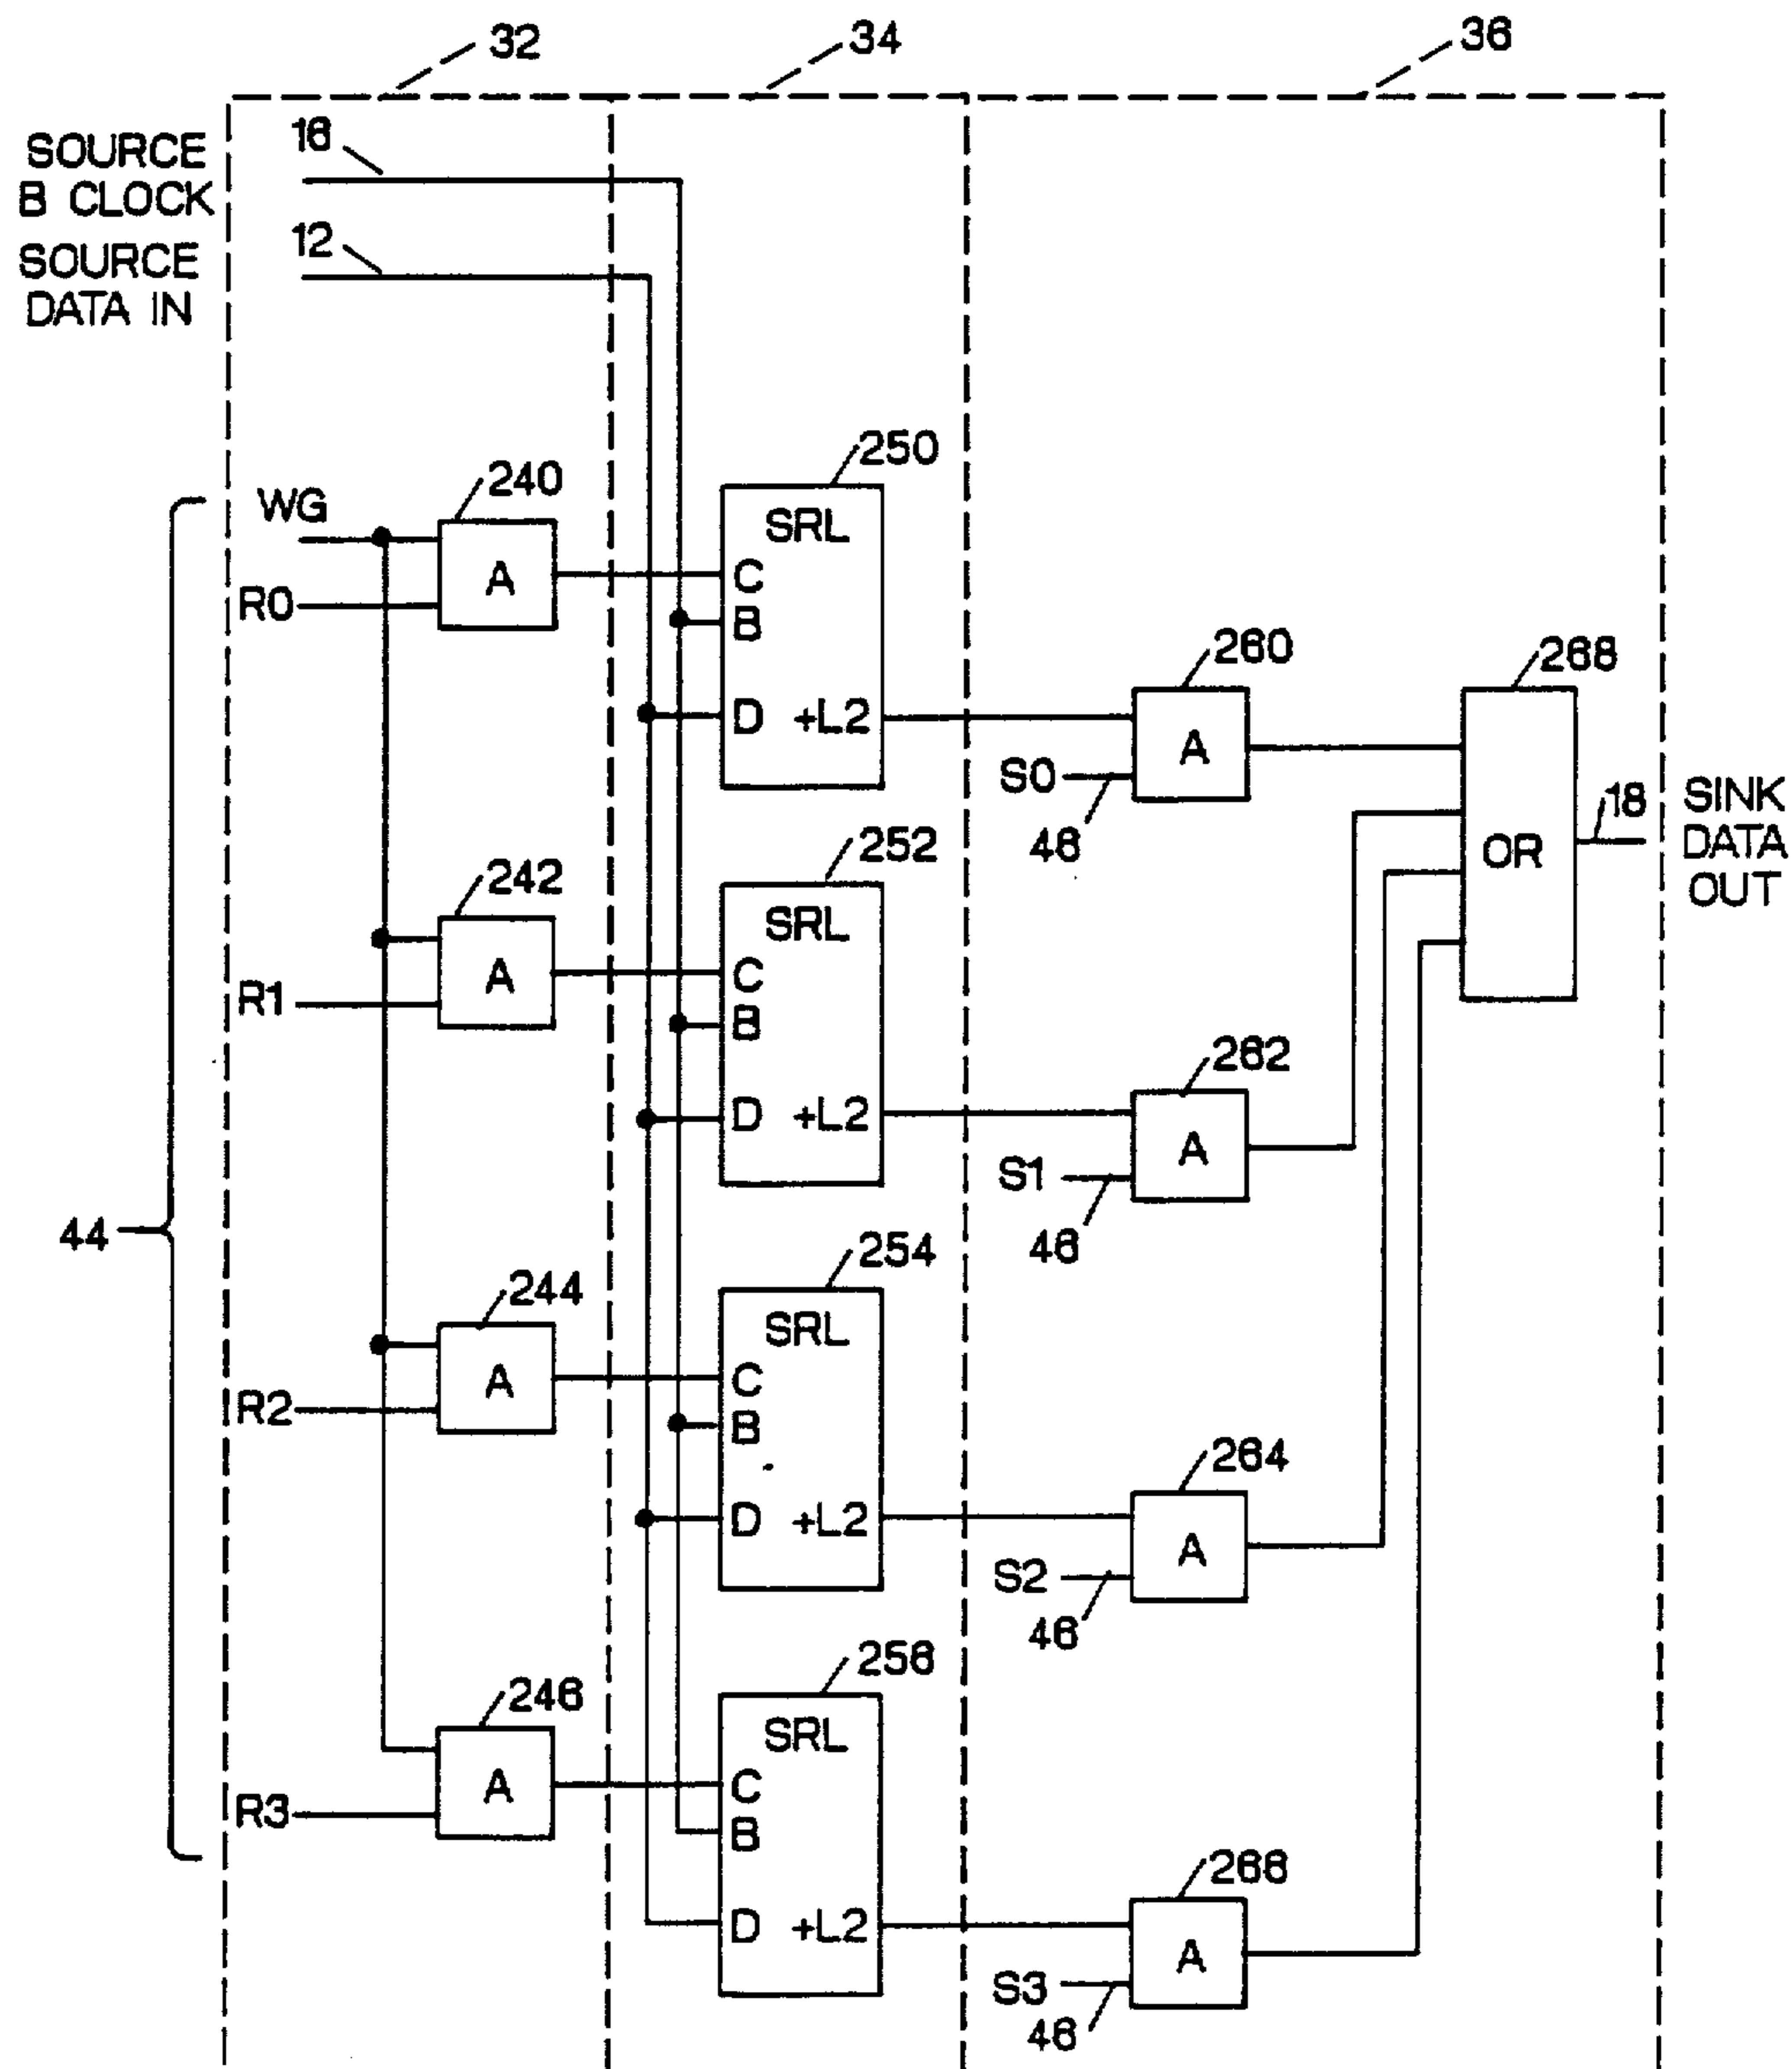 32
34
36
SOURCE
B CLOCK
16
SOURCE
DATA IN
12
44
WG
R0
240
A
250
SRL
C
B
D +L2
S0
46
260
A
268
OR
18
SINK
DATA
OUT
R1
242
A
252
SRL
C
B
D +L2
S1
46
262
A
R2
244
A
254
SRL
C
B
D +L2
S2
46
264
A
R3
246
A
256
SRL
C
B
D +L2
S3
46
266
A